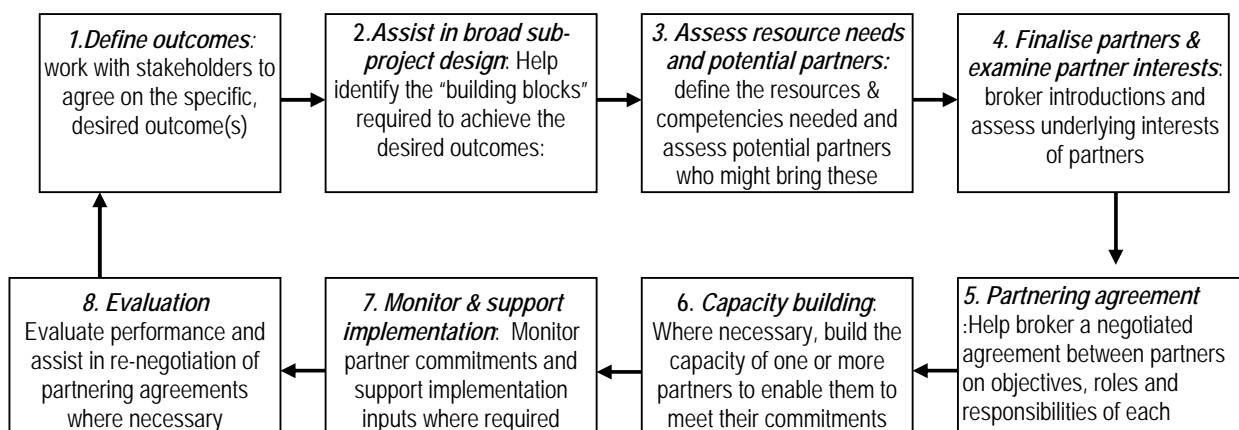 1.Define outcomes:
work with stakeholders to
agree on the specific,
desired outcome(s)
2.Assist in broad sub-
project design: Help
identify the "building blocks"
required to achieve the
desired outcomes:
3. Assess resource needs
and potential partners:
define the resources &
competencies needed and
assess potential partners
who might bring these
4. Finalise partners &
examine partner interests:
broker introductions and
assess underlying interests
of partners
5. Partnering agreement
:Help broker a negotiated
agreement between partners
on objectives, roles and
responsibilities of each
6. Capacity building:
Where necessary, build the
capacity of one or more
partners to enable them to
meet their commitments
7. Monitor & support
implementation: Monitor
partner commitments and
support implementation
inputs where required
8. Evaluation
Evaluate performance and
assist in re-negotiation of
partnering agreements
where necessary